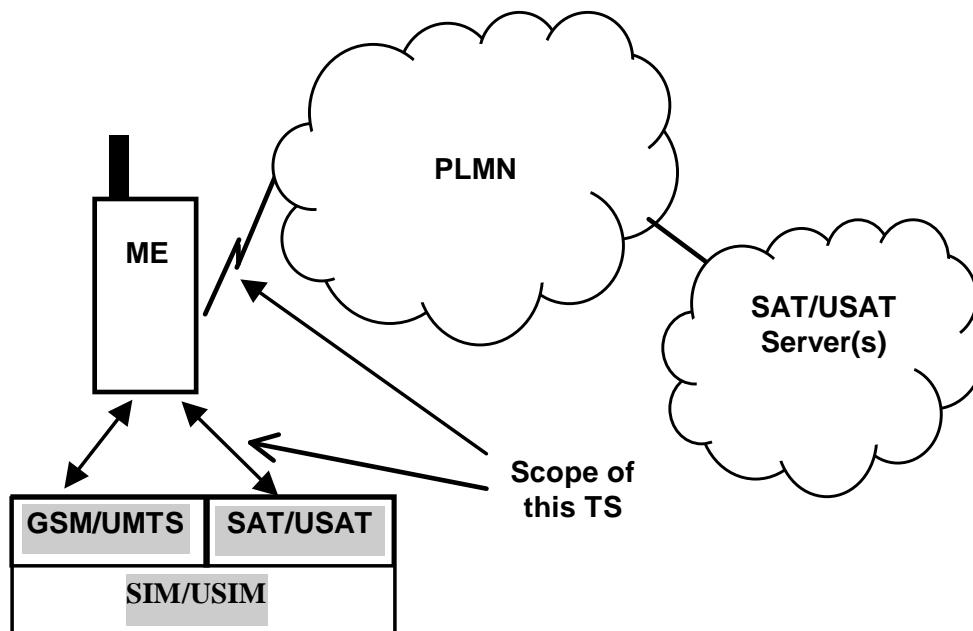 PLMN
ME
SAT/USAT
Server(s)
Scope of
this TS
GSM/UMTS
SAT/USAT
SIM/USIM